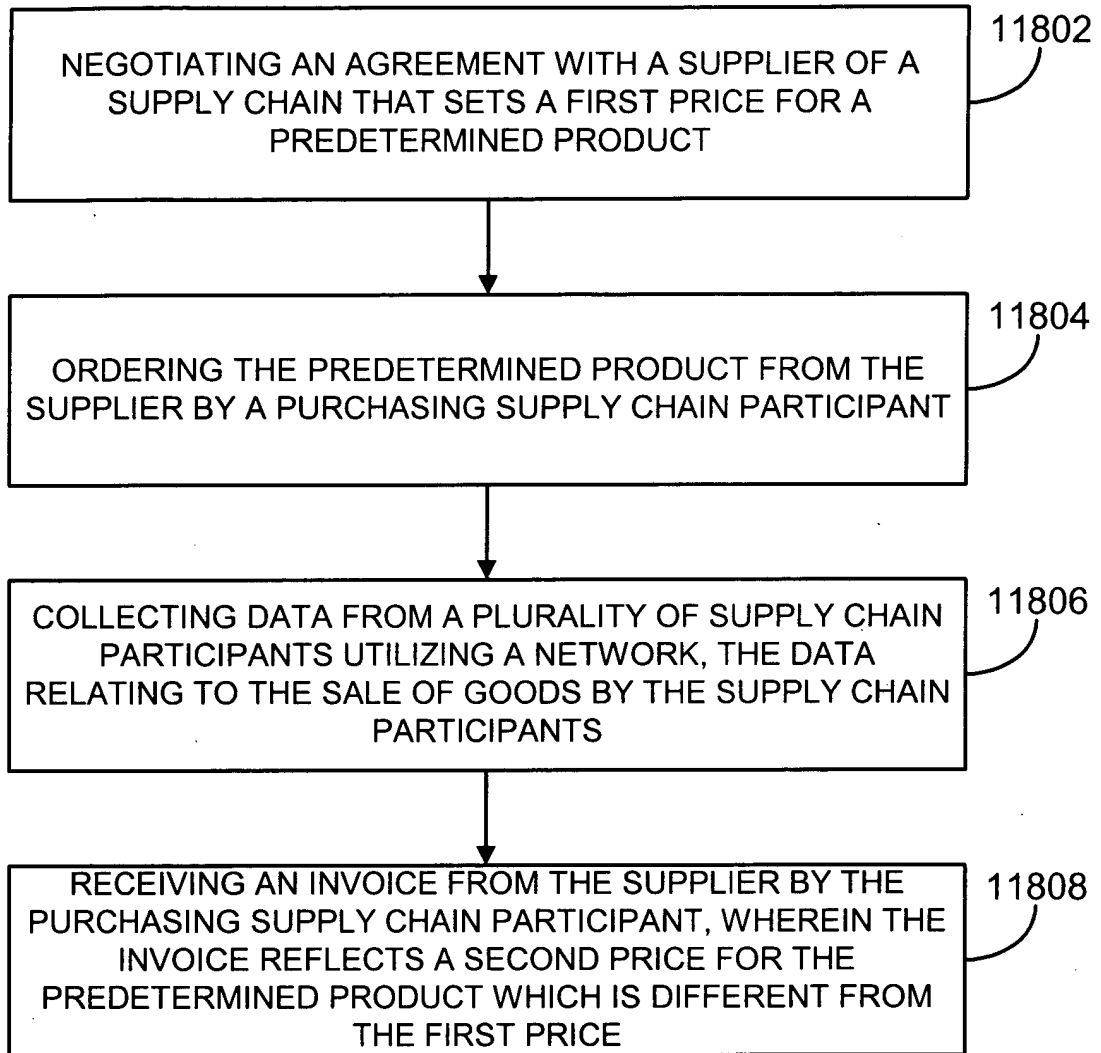 11802
NEGOTIATING AN AGREEMENT WITH A SUPPLIER OF A
SUPPLY CHAIN THAT SETS A FIRST PRICE FOR A
PREDETERMINED PRODUCT
11804
ORDERING THE PREDETERMINED PRODUCT FROM THE
SUPPLIER BY A PURCHASING SUPPLY CHAIN PARTICIPANT
11806
COLLECTING DATA FROM A PLURALITY OF SUPPLY CHAIN
PARTICIPANTS UTILIZING A NETWORK, THE DATA
RELATING TO THE SALE OF GOODS BY THE SUPPLY CHAIN
PARTICIPANTS
11808
RECEIVING AN INVOICE FROM THE SUPPLIER BY THE
PURCHASING SUPPLY CHAIN PARTICIPANT, WHEREIN THE
INVOICE REFLECTS A SECOND PRICE FOR THE
PREDETERMINED PRODUCT WHICH IS DIFFERENT FROM
THE FIRST PRICE